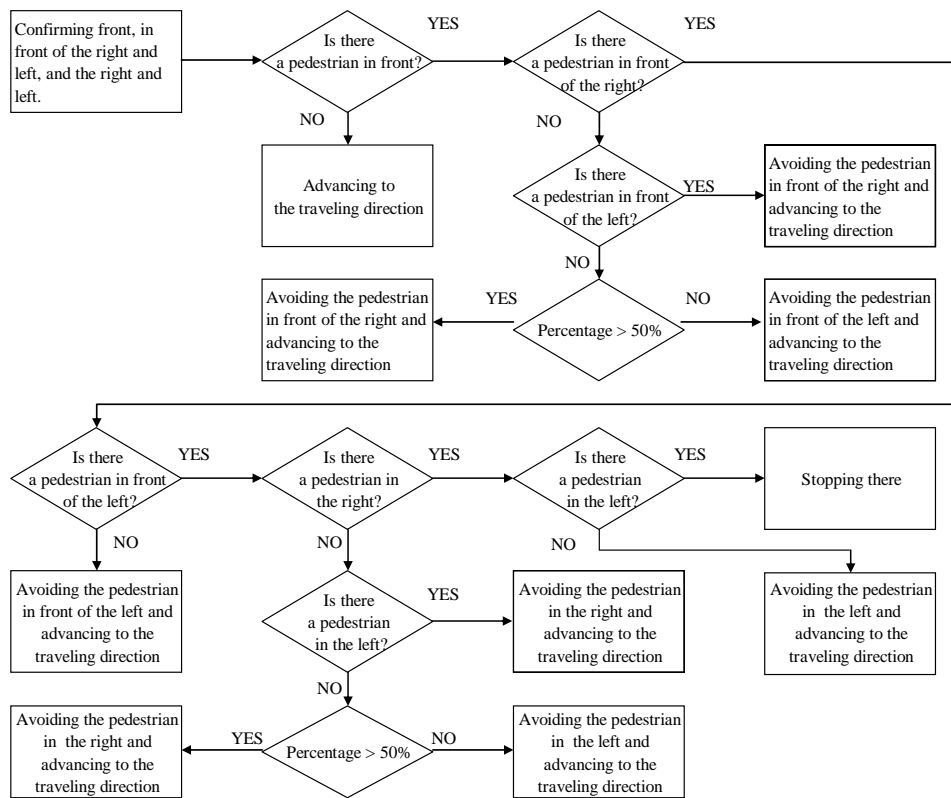 Confirming front, in
front of the right and
left, and the right and
left.
Is there
a pedestrian in front?
YES
Is there
a pedestrian in front
of the right?
YES
NO
NO
Advancing to
the traveling direction
Is there
a pedestrian in front
of the left?
YES
Avoiding the pedestrian
in front of the right and
advancing to the
traveling direction
NO
Avoiding the pedestrian
in front of the right and
advancing to the
traveling direction
YES
Percentage > 50%
NO
Avoiding the pedestrian
in front of the left and
advancing to the
traveling direction
Is there
a pedestrian in front
of the left?
YES
Is there
a pedestrian in
the right?
YES
Is there
a pedestrian
in the left?
YES
Stopping there
NO
NO
NO
Avoiding the pedestrian
in front of the left and
advancing to the
traveling direction
Is there
a pedestrian
in the left?
YES
Avoiding the pedestrian
in the right and
advancing to the
traveling direction
Avoiding the pedestrian
in the left and
advancing to the
traveling direction
NO
Avoiding the pedestrian
in the right and
advancing to the
traveling direction
YES
Percentage > 50%
NO
Avoiding the pedestrian
in the left and
advancing to the
traveling direction